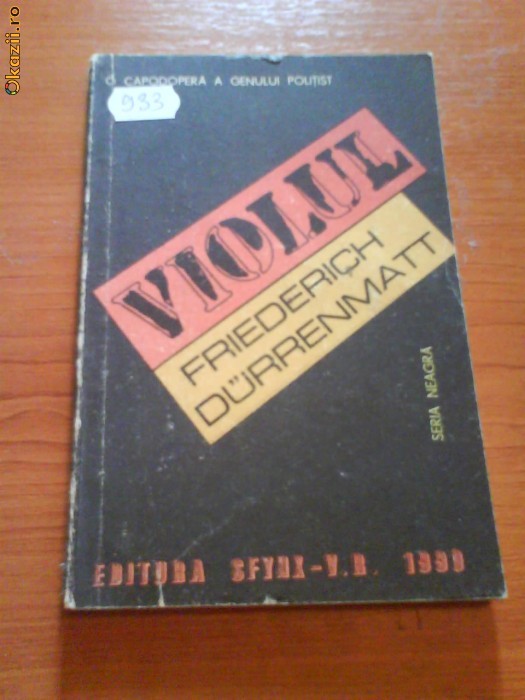 Okazii.ro
O CAPODOPERĂ A GENULUI POLIȚIST
933
VIOLUL
FRIEDERICH
DÜRRENMATT
SERIA NEAGRĂ
EDITURA SFYNX-V.B. 1990